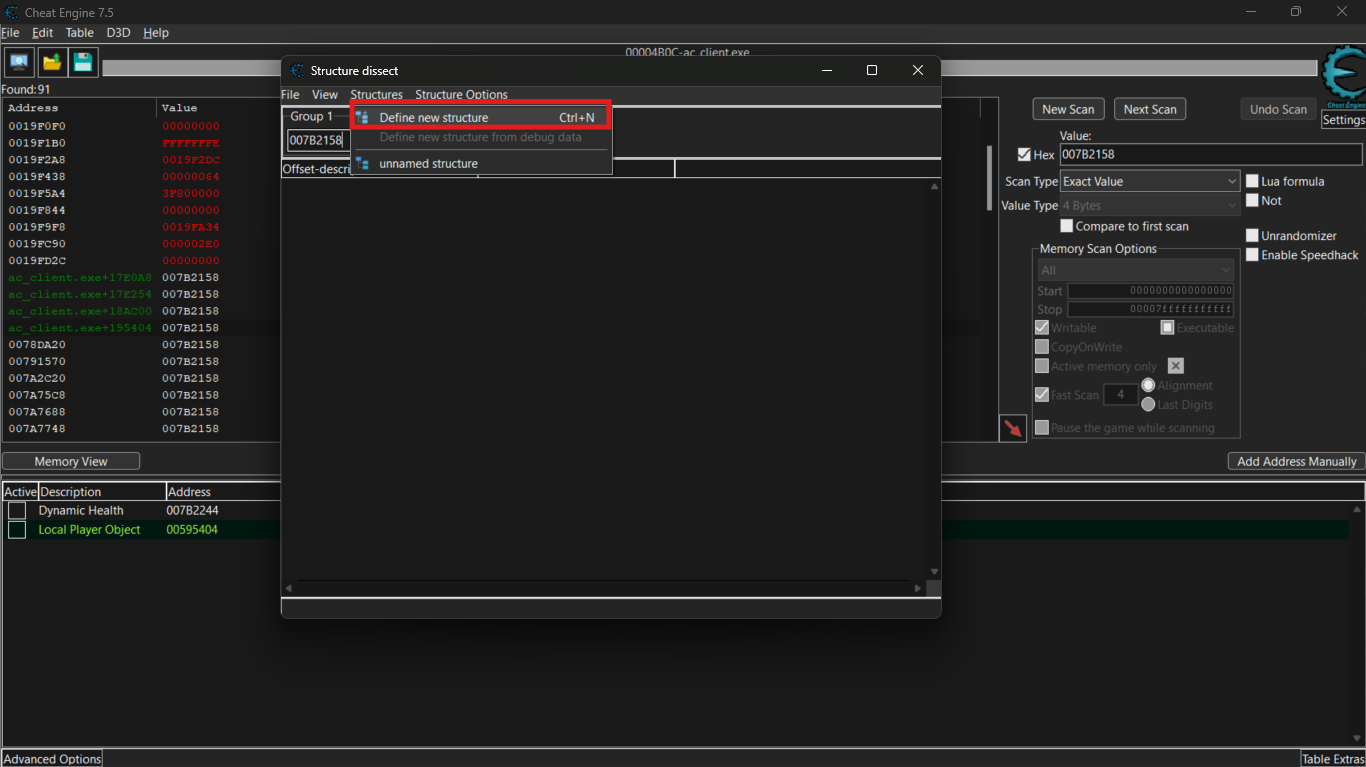 Cheat Engine 7.5
File Edit Table D3D Help
00004B0C-ac_client.exe
Found:91
Address Value
0019F0F0 00000000
0019F1B0 FFFFFFFE
0019F2A8 0019F2DC
0019F438 00000064
0019F5A4 3F800000
0019F844 00000000
0019F9F8 0019FA34
0019FC90 000002E0
0019FD2C 00000000
ac_client.exe+17E0A8 007B2158
ac_client.exe+17E254 007B2158
ac_client.exe+18AC00 007B2158
ac_client.exe+195404 007B2158
0078DA20 007B2158
00791570 007B2158
007A2C20 007B2158
007A75C8 007B2158
007A7688 007B2158
007A7748 007B2158
Memory View
Structure dissect
File View Structures Structure Options
Group 1
007B2158
Define new structure Ctrl+N
Define new structure from debug data
unnamed structure
Offset-descri
Cheat Engine
Settings
New Scan Next Scan Undo Scan
Value:
Hex 007B2158
Scan Type Exact Value
Lua formula
Value Type 4 Bytes
Not
Compare to first scan
Unrandomizer
Enable Speedhack
Memory Scan Options
All
Start 0000000000000000
Stop 00007fffffffffff
Writable Executable
CopyOnWrite
Active memory only
Fast Scan 4 Alignment
Last Digits
Pause the game while scanning
Add Address Manually
Active Description Address
Dynamic Health 007B2244
Local Player Object 00595404
Advanced Options
Table Extras